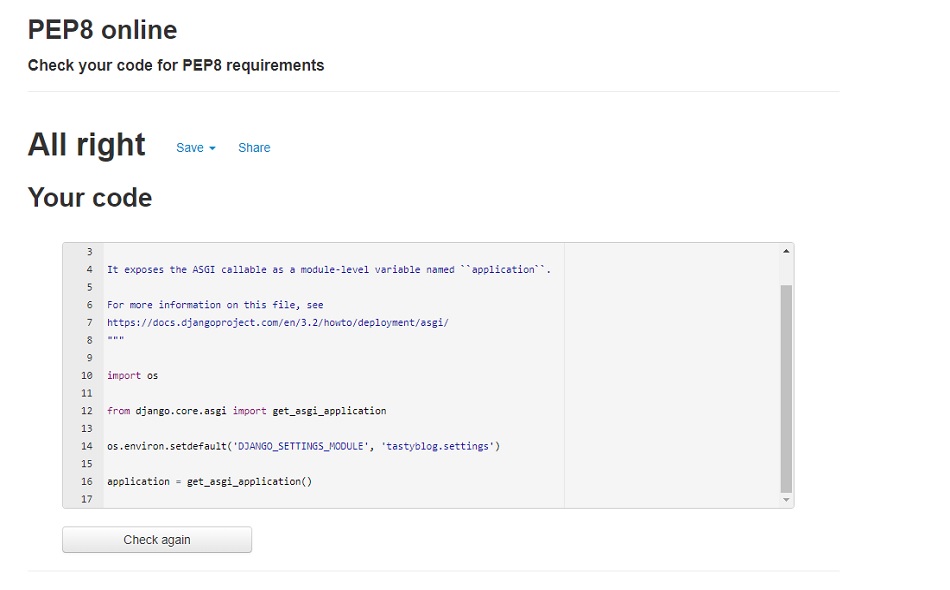 PEP8 online
Check your code for PEP8 requirements
All right Save Share
Your code
3
4 It exposes the ASGI callable as a module-level variable named ``application``.
5
6 For more information on this file, see
7 https://docs.djangoproject.com/en/3.2/howto/deployment/asgi/
8 """
9
10 import os
11
12 from django.core.asgi import get_asgi_application
13
14 os.environ.setdefault('DJANGO_SETTINGS_MODULE', 'tastyblog.settings')
15
16 application = get_asgi_application()
17
Check again